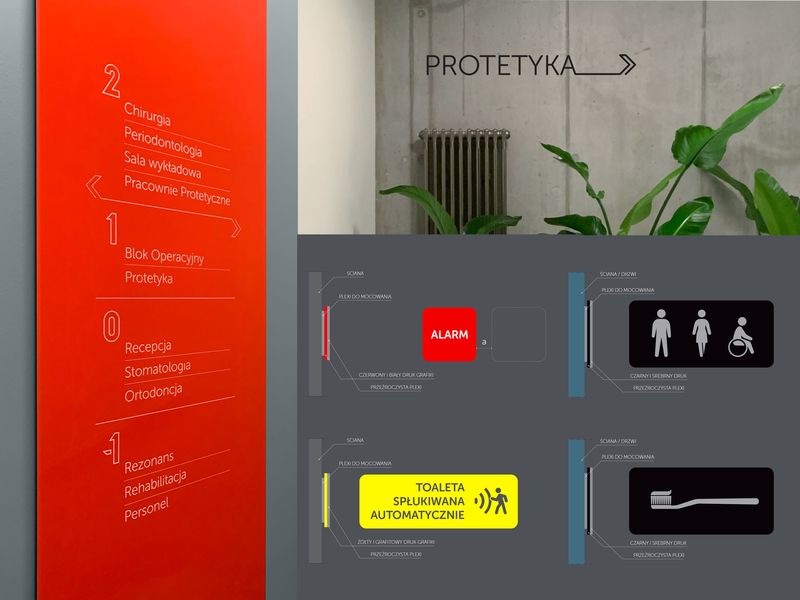 2
Chirurgia
Periodontologia
Sala wykładowa
Pracownie Protetyczne
1
Blok Operacyjny
Protetyka
0
Recepcja
Stomatologia
Ortodoncja
-1
Rezonans
Rehabilitacja
Personel
PROTETYKA
ŚCIANA
PLEXI DO MOCOWANIA
ALARM
a
CZERWONY I BIAŁY DRUK GRAFIKI
PRZEŹROCZYSTA PLEXI
ŚCIANA / DRZWI
PLEXI DO MOCOWANIA
CZARNY I SREBRNY DRUK
PRZEŹROCZYSTA PLEXI
ŚCIANA
PLEXI DO MOCOWANIA
TOALETA
SPŁUKIWANA
AUTOMATYCZNIE
ŻÓŁTY I GRAFITOWY DRUK GRAFIKI
PRZEŹROCZYSTA PLEXI
ŚCIANA / DRZWI
PLEXI DO MOCOWANIA
CZARNY I SREBRNY DRUK
PRZEŹROCZYSTA PLEXI